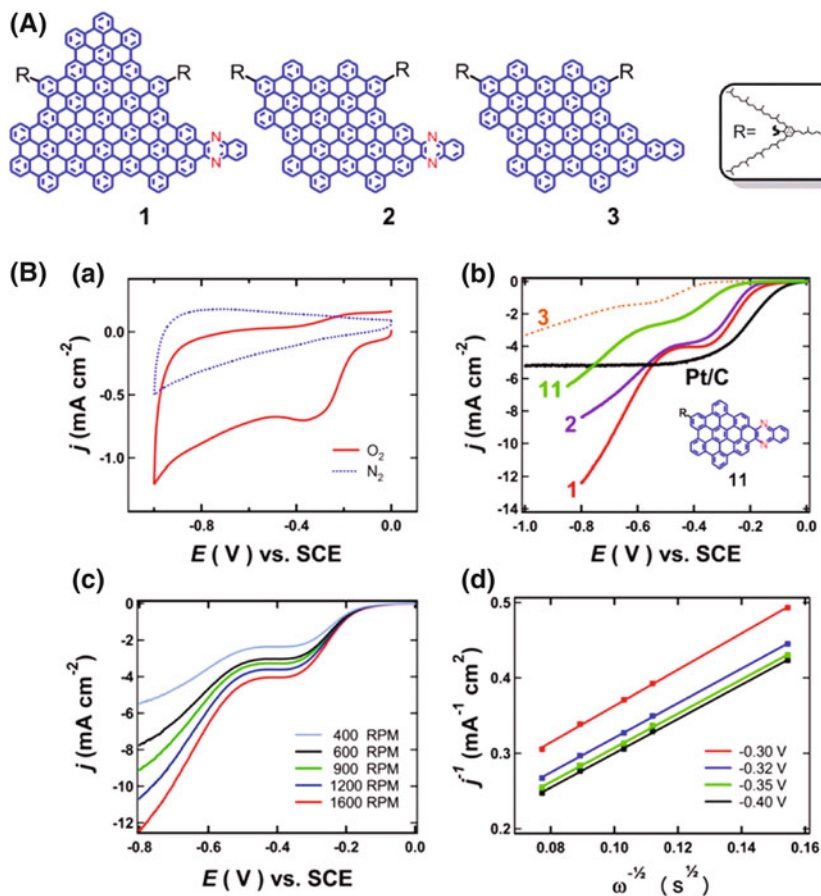 (A)
R R R R R R
R= S
N N
N N
1 2 3
(B) (a)
j (mA cm-2)
0.0
-0.5
-1.0
O2
N2
-0.8 -0.4 0.0
E ( V ) vs. SCE
(b)
j (mA cm-2)
0
-2
-4
-6
-8
-10
-12
-14
3
11
Pt/C
2
1
R
N
N
11
-1.0 -0.8 -0.6 -0.4 -0.2 0.0
E ( V ) vs. SCE
(c)
j (mA cm-2)
0
-2
-4
-6
-8
-10
-12
400 RPM
600 RPM
900 RPM
1200 RPM
1600 RPM
-0.8 -0.6 -0.4 -0.2 0.0
E ( V ) vs. SCE
(d)
j-1 (mA-1 cm2)
0.5
0.4
0.3
0.2
-0.30 V
-0.32 V
-0.35 V
-0.40 V
0.08 0.10 0.12 0.14 0.16
ω-½ (s½)